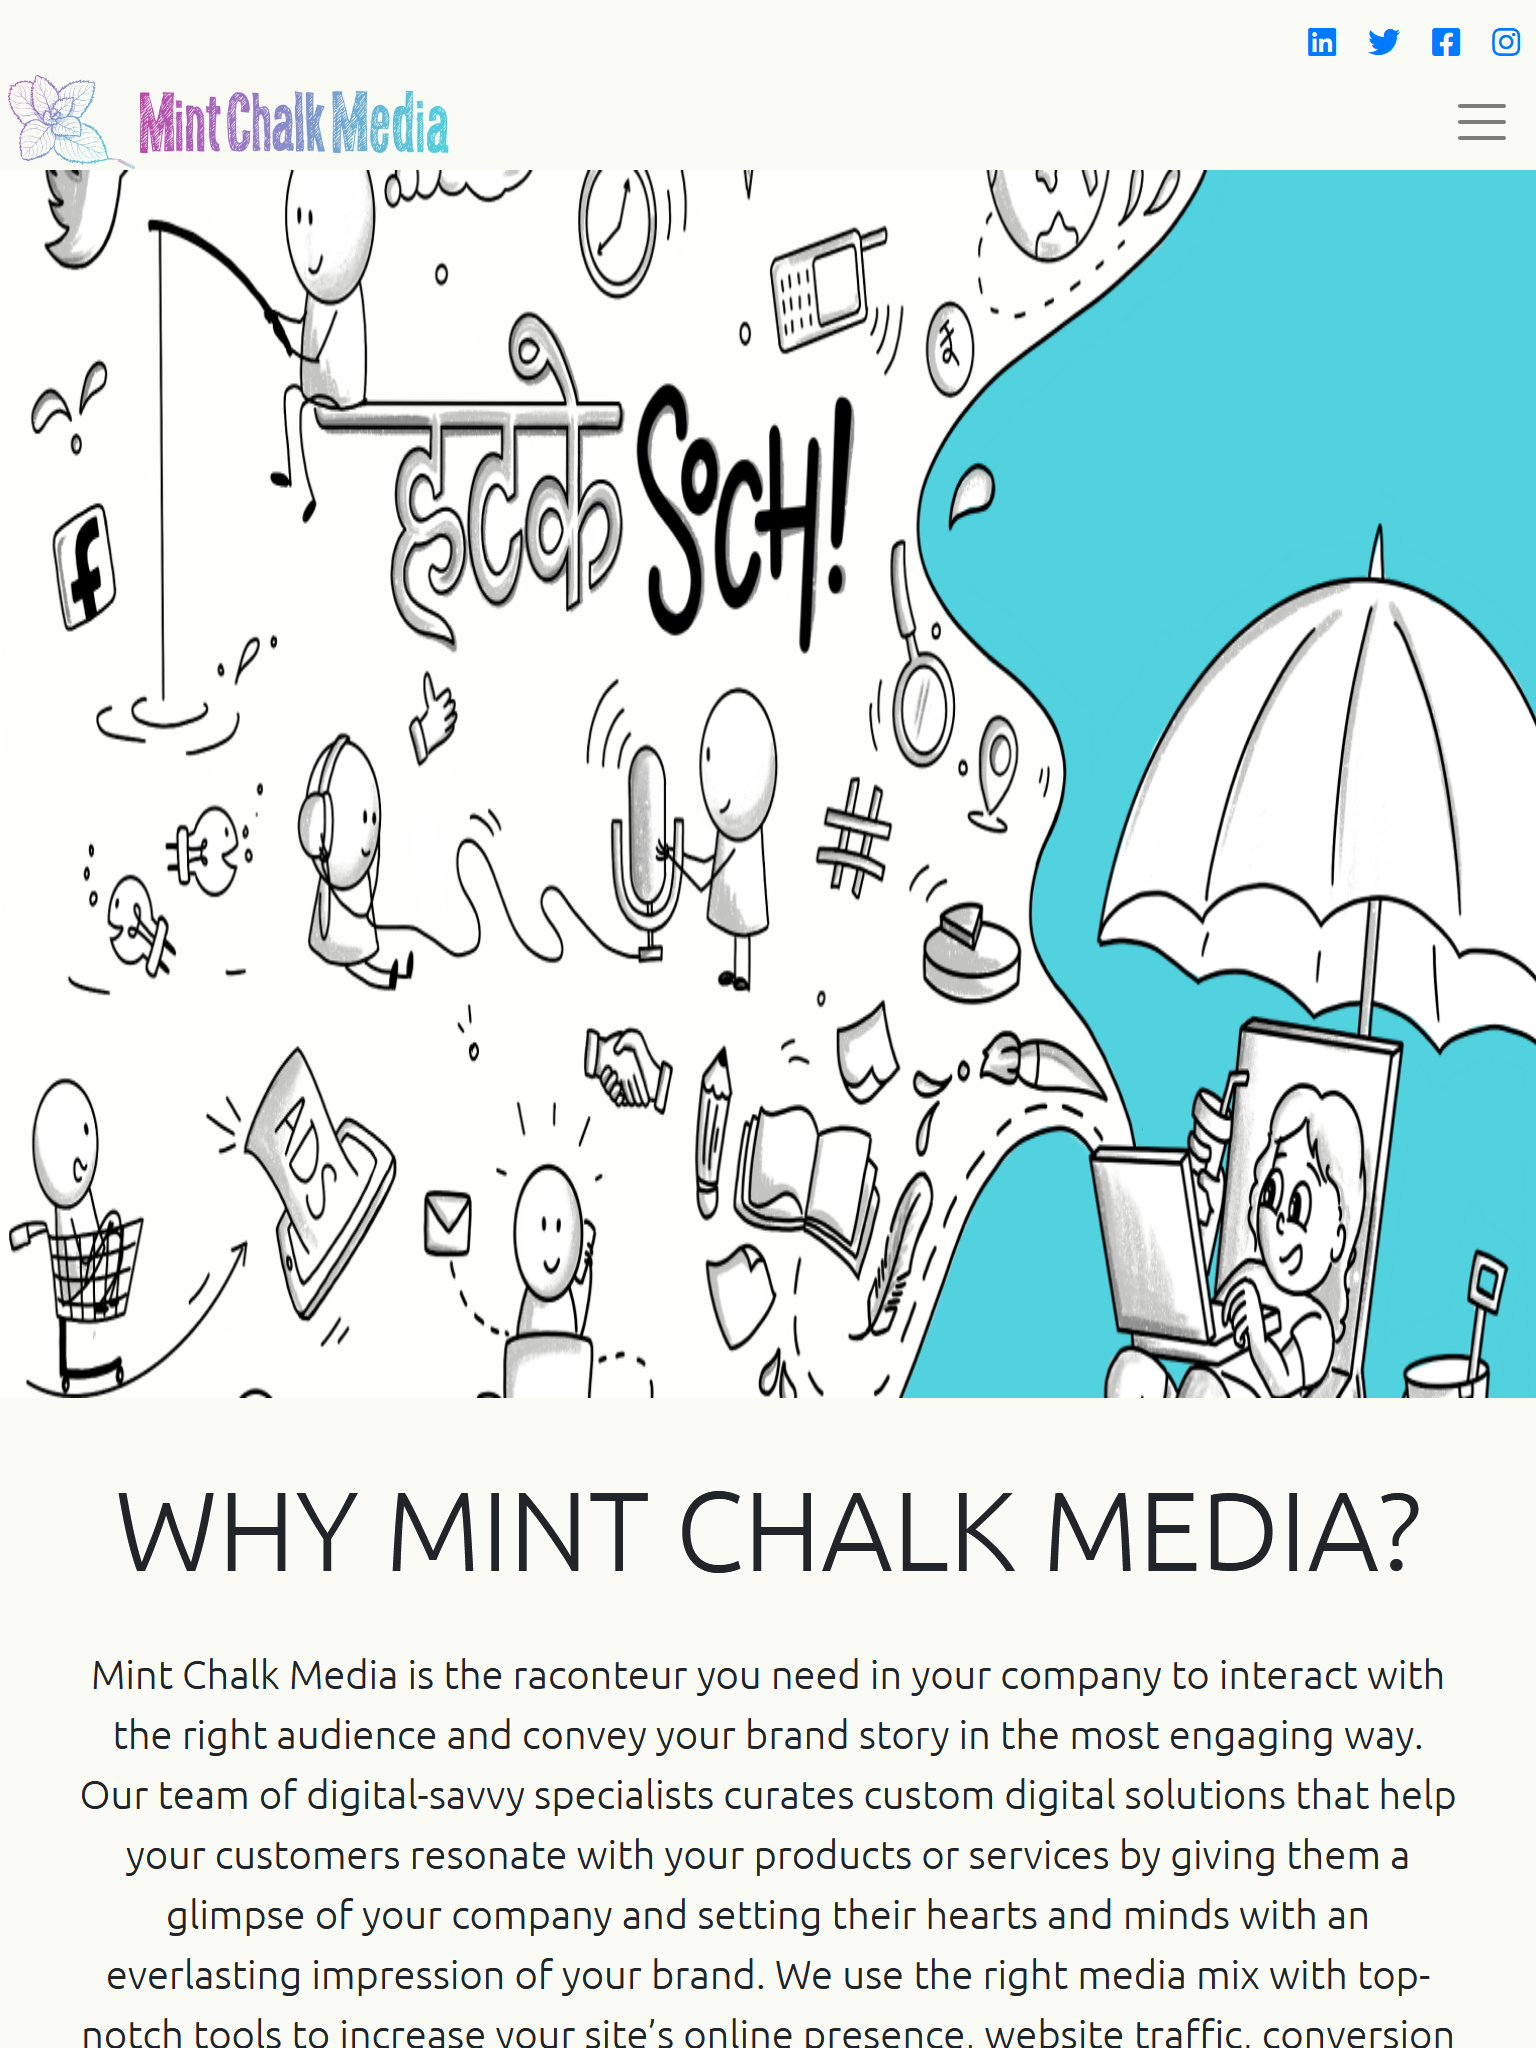 Mint Chalk Media
हटके SOCH!
ADS
WHY MINT CHALK MEDIA?
Mint Chalk Media is the raconteur you need in your company to interact with
the right audience and convey your brand story in the most engaging way.
Our team of digital-savvy specialists curates custom digital solutions that help
your customers resonate with your products or services by giving them a
glimpse of your company and setting their hearts and minds with an
everlasting impression of your brand. We use the right media mix with top-
notch tools to increase your site’s online presence, website traffic, conversion